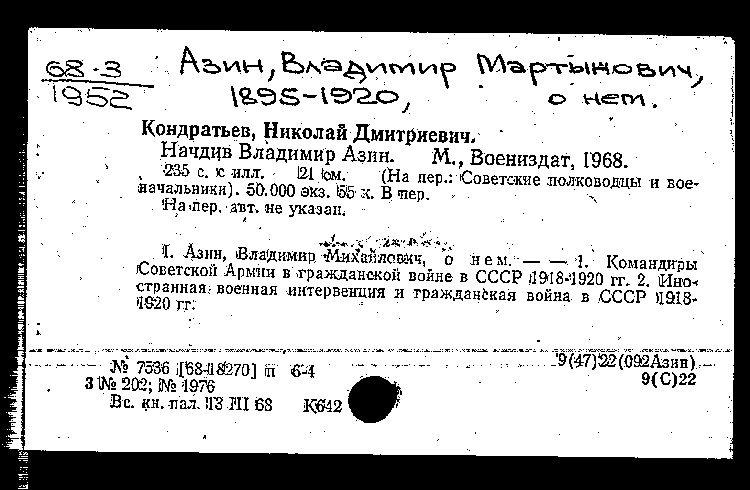 Азин, Владимир Мартынович,
68-3
1952
1895-1920, о нем.
Кондратьев, Николай Дмитриевич.
Начдив Владимир Азин. М., Воениздат, 1968.
235 с. с илл. 21 см. (На пер.: Советские полководцы и вое-
начальники). 50.000 экз. 55 к. В пер.
На пер. авт. не указан.
1. Азин, Владимир Михайлович, о нем. — — 1. Командиры
Советской Армии в гражданской войне в СССР 1918-1920 гг. 2. Ино-
странная военная интервенция и гражданская война в СССР 1918-
1920 гг.
№ 7536 [68-18270] п 6-4 9(47)22(092Азин)
3 № 202; № 1976 9(С)22
Вс. кн. пал. 13 III 68 К642